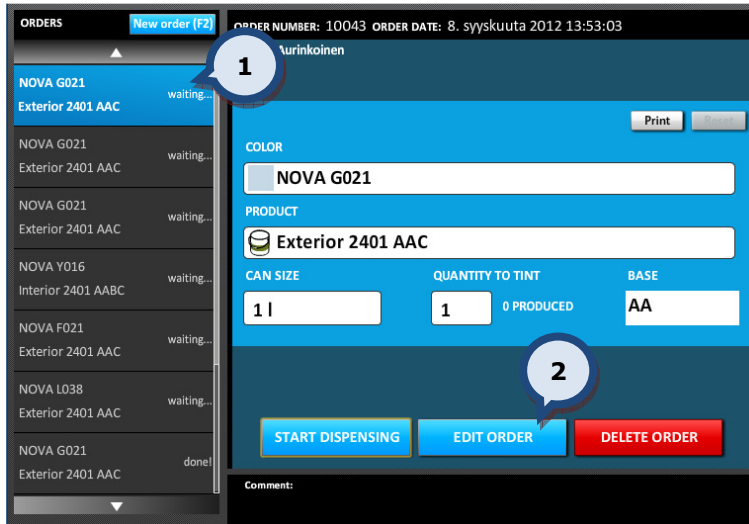 ORDERS
New order (F2)
NOVA G021
waiting...
Exterior 2401 AAC
NOVA G021
waiting...
Exterior 2401 AAC
NOVA G021
waiting...
Exterior 2401 AAC
NOVA Y016
waiting...
Interior 2401 AABC
NOVA F021
waiting...
Exterior 2401 AAC
NOVA L038
waiting...
Exterior 2401 AAC
NOVA G021
done!
Exterior 2401 AAC
1
ORDER NUMBER: 10043 ORDER DATE: 8. syyskuuta 2012 13:53:03
Aurinkoinen
Print
Reset
COLOR
NOVA G021
PRODUCT
Exterior 2401 AAC
CAN SIZE
QUANTITY TO TINT
BASE
1 l
1
0 PRODUCED
AA
2
START DISPENSING
EDIT ORDER
DELETE ORDER
Comment: